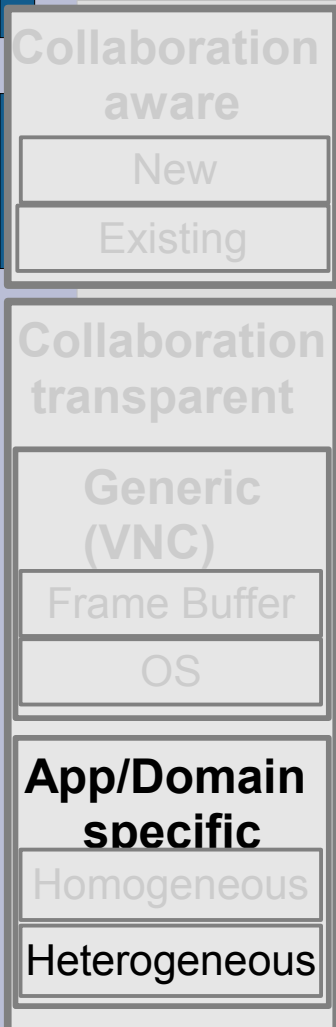 Collaboration
aware
New
Existing
Collaboration
transparent
Generic
(VNC)
Frame Buffer
OS
App/Domain
specific
Homogeneous
Heterogeneous